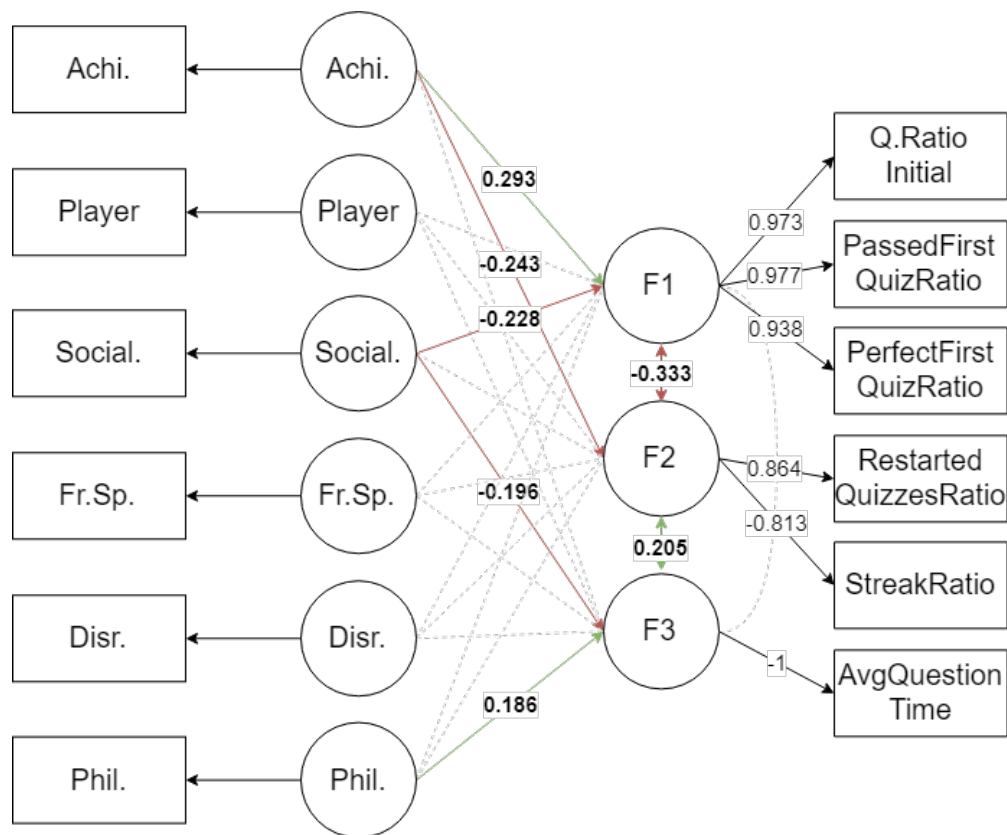 Achi.
Achi.
Player
Player
Social.
Social.
Fr.Sp.
Fr.Sp.
Disr.
Disr.
Phil.
Phil.
0.293
-0.243
-0.228
-0.196
0.186
F1
-0.333
F2
0.205
F3
0.973
0.977
0.938
0.864
-0.813
-1
Q.Ratio
Initial
PassedFirst
QuizRatio
PerfectFirst
QuizRatio
Restarted
QuizzesRatio
StreakRatio
AvgQuestion
Time